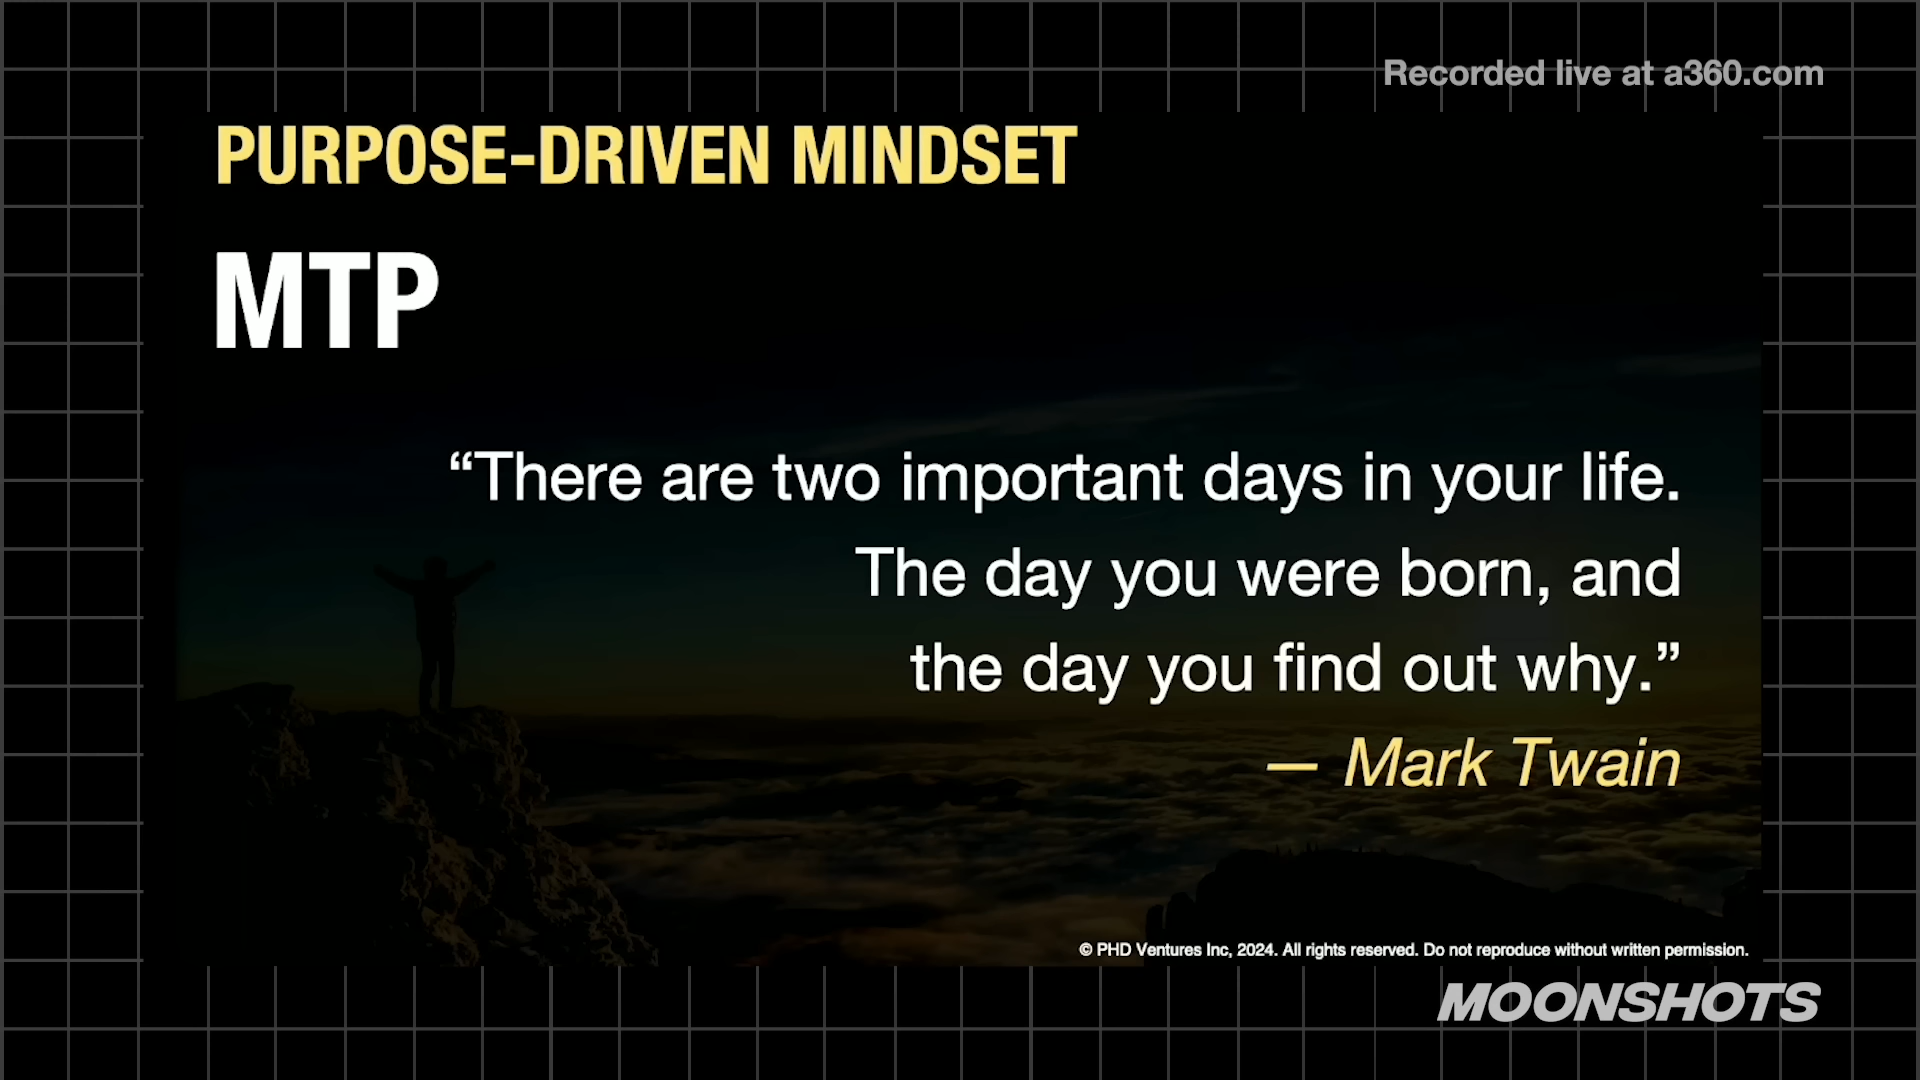 Recorded live at a360.com
PURPOSE-DRIVEN MINDSET
MTP
“There are two important days in your life.
The day you were born, and
the day you find out why.”
— Mark Twain
© PHD Ventures Inc, 2024. All rights reserved. Do not reproduce without written permission.
MOONSHOTS